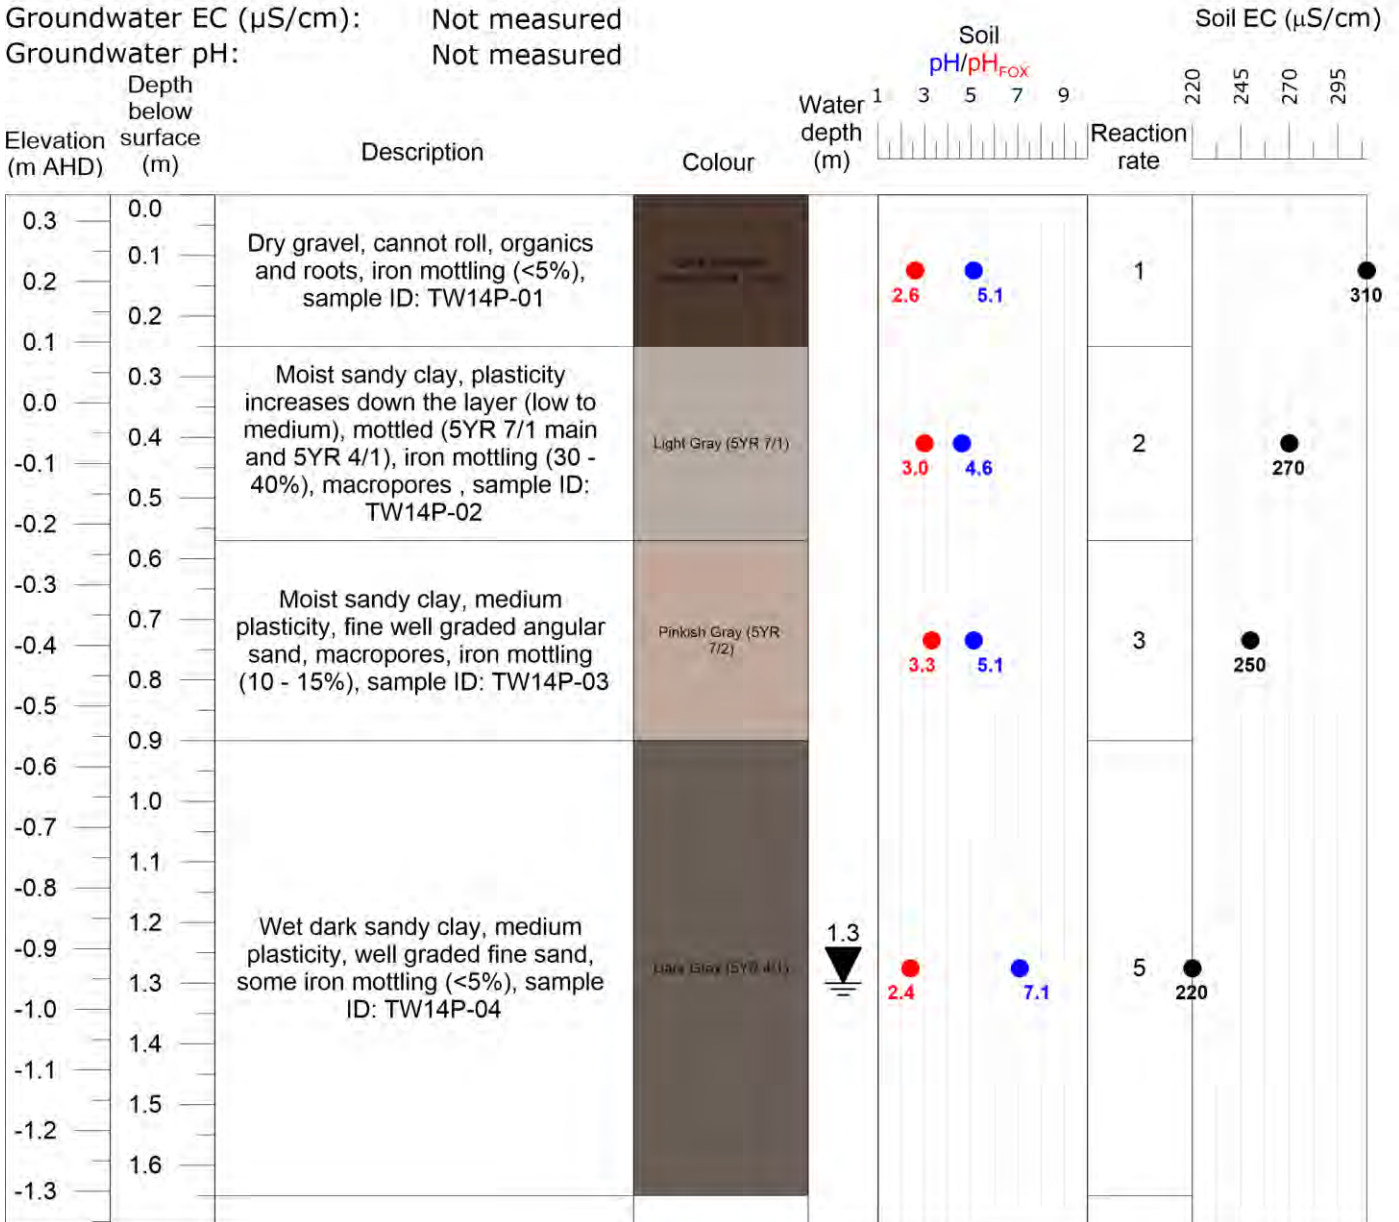 Groundwater EC (µS/cm): Not measured
Groundwater pH: Not measured
Soil EC (µS/cm)
Soil
pH/pHFOX
Depth
below
surface
(m)
Elevation
(m AHD)
Description
Colour
Water
depth
(m)
1 3 5 7 9
Reaction
rate
220 245 270 295
0.3
0.2
0.1
0.0
-0.1
-0.2
-0.3
-0.4
-0.5
-0.6
-0.7
-0.8
-0.9
-1.0
-1.1
-1.2
-1.3
0.0
0.1
0.2
0.3
0.4
0.5
0.6
0.7
0.8
0.9
1.0
1.1
1.2
1.3
1.4
1.5
1.6
Dry gravel, cannot roll, organics
and roots, iron mottling (<5%),
sample ID: TW14P-01
2.6 5.1
1
310
Moist sandy clay, plasticity
increases down the layer (low to
medium), mottled (5YR 7/1 main
and 5YR 4/1), iron mottling (30 -
40%), macropores , sample ID:
TW14P-02
Light Gray (5YR 7/1)
3.0 4.6
2
270
Moist sandy clay, medium
plasticity, fine well graded angular
sand, macropores, iron mottling
(10 - 15%), sample ID: TW14P-03
Pinkish Gray (5YR
7/2)
3.3 5.1
3
250
Wet dark sandy clay, medium
plasticity, well graded fine sand,
some iron mottling (<5%), sample
ID: TW14P-04
Dark Gray (5YR 4/1)
1.3
2.4 7.1
5
220